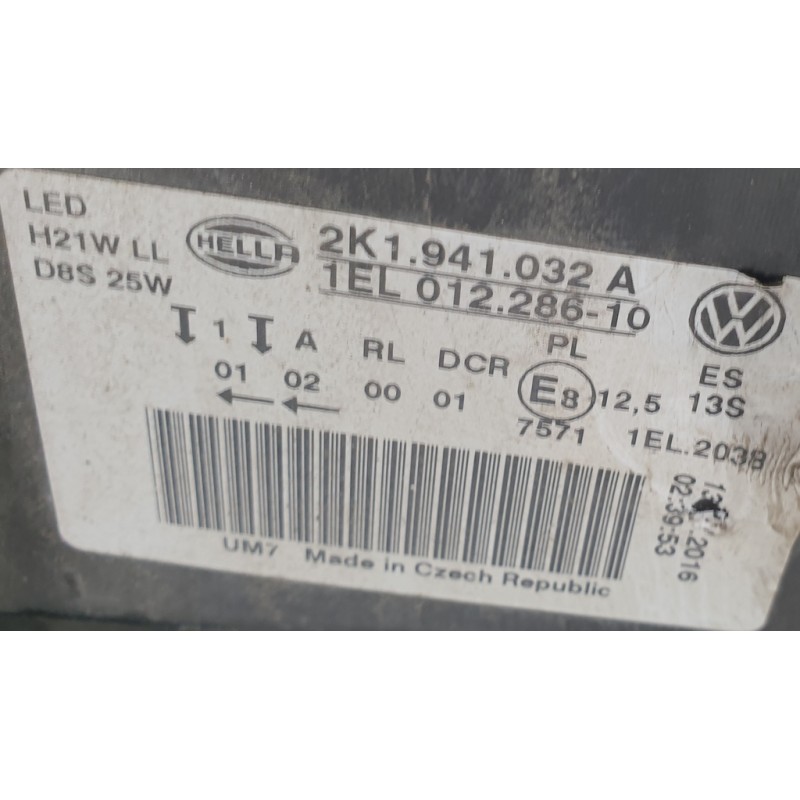 LED
H21W LL
D8S 25W
HELLA
2K1.941.032 A
1EL 012.286-10
1 A RL DCR PL
01 02 00 01 E8 12,5
7571
ES
13S
1EL.2038
.2016
02:39:53
UM7 Made in Czech Republic